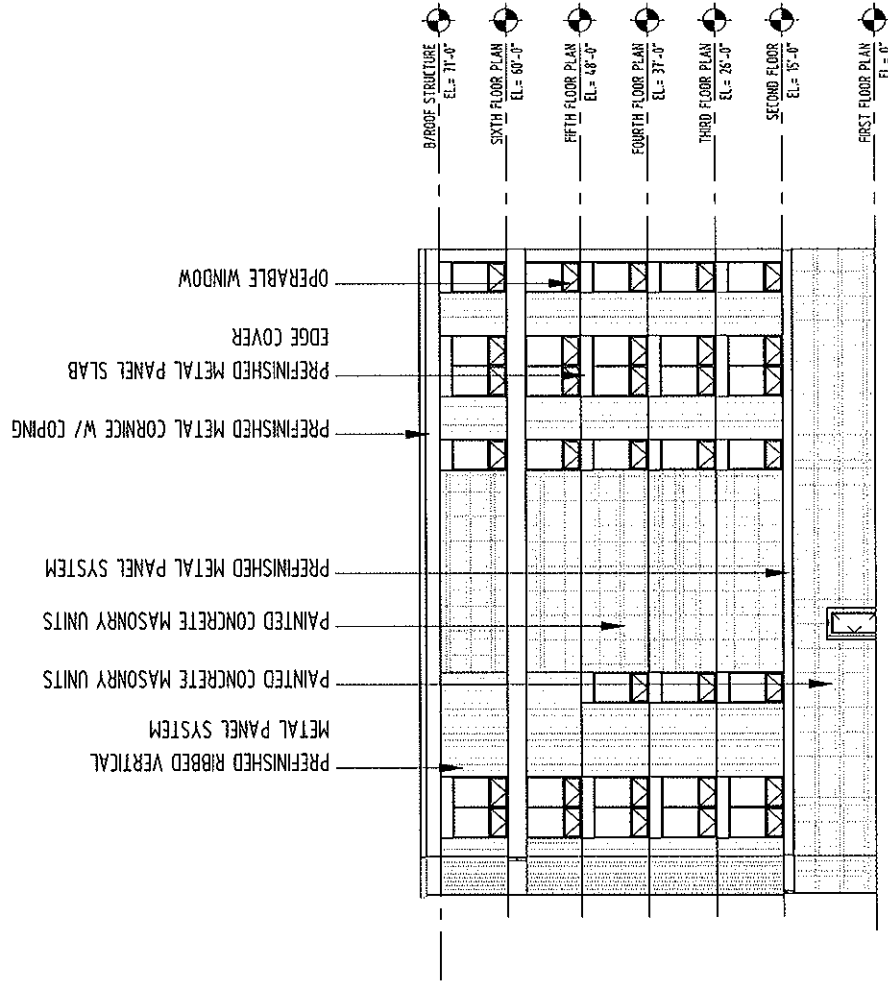 B/ROOF STRUCTURE
EL.= 71'-0"
SIXTH FLOOR PLAN
EL.= 60'-0"
FIFTH FLOOR PLAN
EL.= 48'-0"
FOURTH FLOOR PLAN
EL.= 37'-0"
THIRD FLOOR PLAN
EL.= 26'-0"
SECOND FLOOR
EL.= 15'-0"
FIRST FLOOR PLAN
EL = 0"
PREFINISHED RIBBED VERTICAL
METAL PANEL SYSTEM
PAINTED CONCRETE MASONRY UNITS
PAINTED CONCRETE MASONRY UNITS
PREFINISHED METAL PANEL SYSTEM
PREFINISHED METAL CORNICE W/ COPING
PREFINISHED METAL PANEL SLAB
EDGE COVER
OPERABLE WINDOW